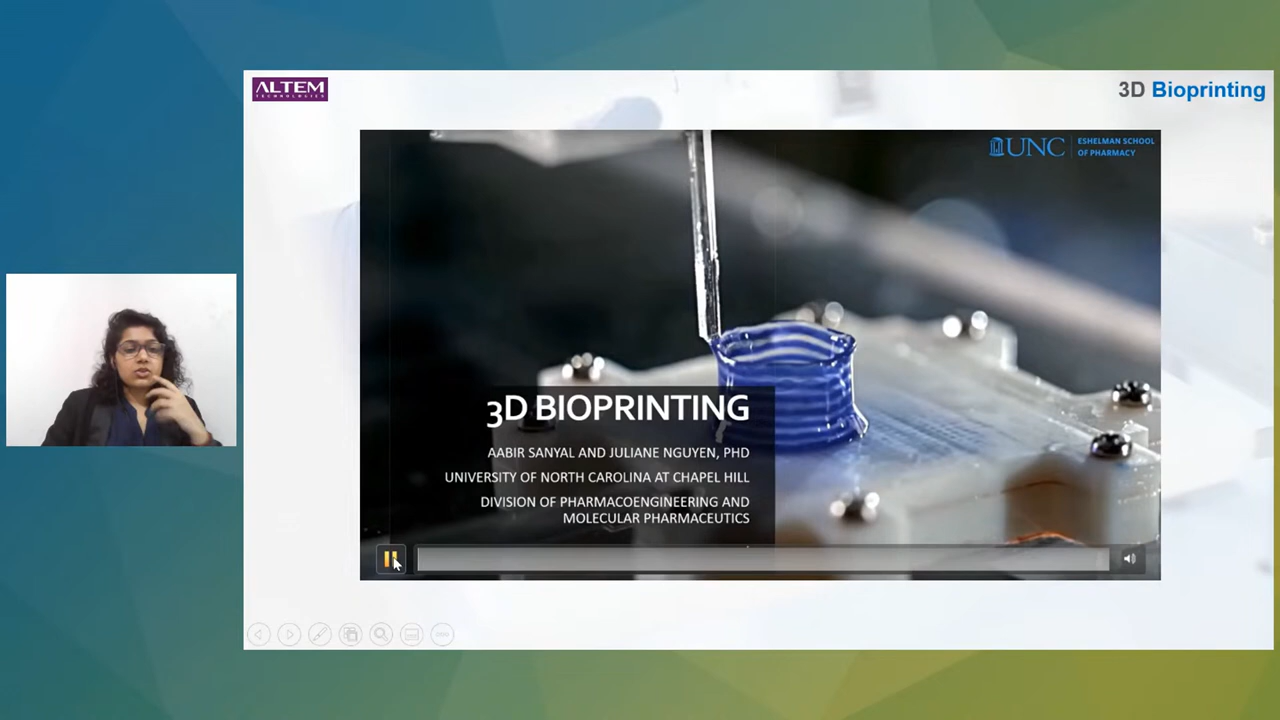 ALTEM
TECHNOLOGIES
3D Bioprinting
UNC
ESHELMAN SCHOOL
OF PHARMACY
3D BIOPRINTING
AABIR SANYAL AND JULIANE NGUYEN, PHD
UNIVERSITY OF NORTH CAROLINA AT CHAPEL HILL
DIVISION OF PHARMACOENGINEERING AND
MOLECULAR PHARMACEUTICS